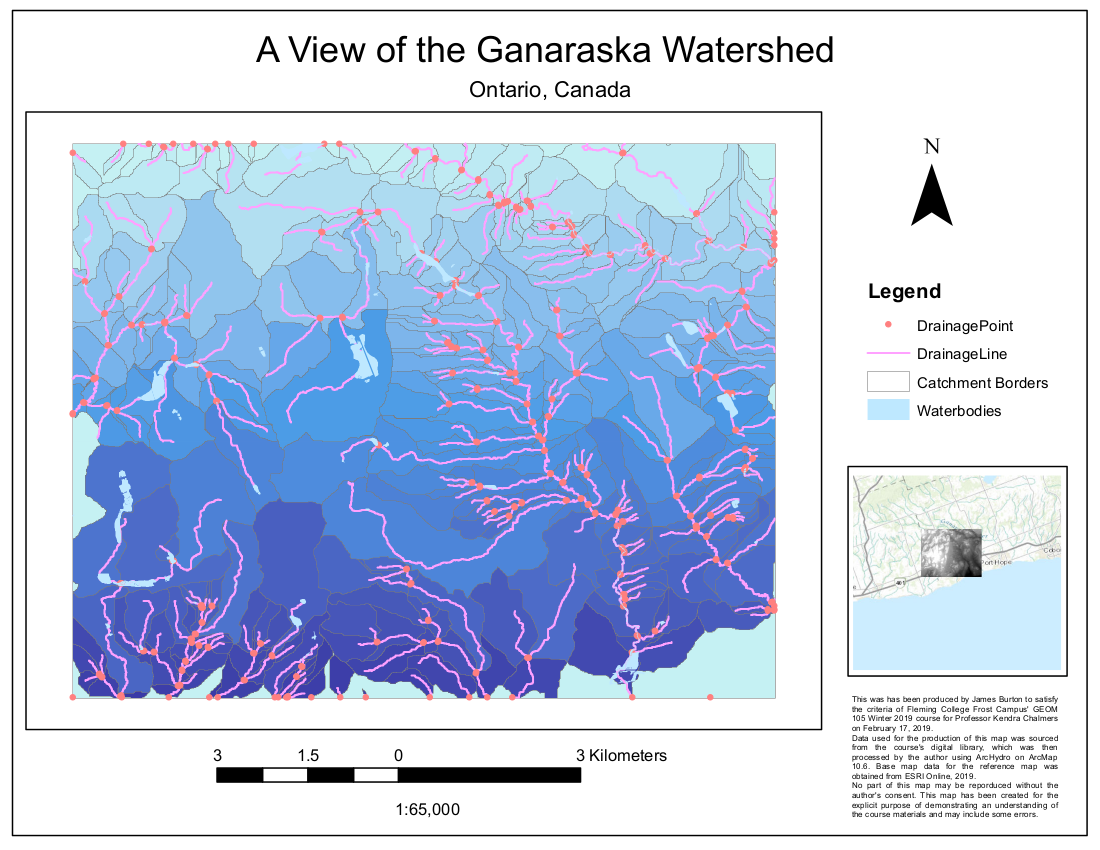 A View of the Ganaraska Watershed
Ontario, Canada
N
Legend
DrainagePoint
DrainageLine
Catchment Borders
Waterbodies
Port Hope
401
3 1.5 0 3 Kilometers
1:65,000
This was has been produced by James Burton to satisfy
the criteria of Fleming College Frost Campus' GEOM
105 Winter 2019 course for Professor Kendra Chalmers
on February 17, 2019.
Data used for the production of this map was sourced
from the course's digital library, which was then
processed by the author using ArcHydro on ArcMap
10.6. Base map data for the reference map was
obtained from ESRI Online, 2019.
No part of this map may be reporduced without the
author's consent. This map has been created for the
explicit purpose of demonstrating an understanding of
the course materials and may include some errors.